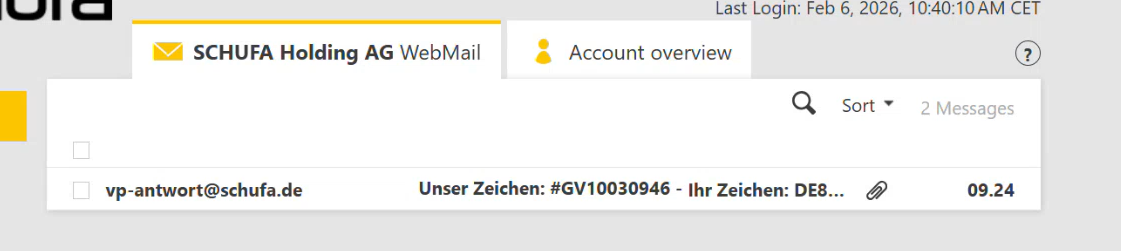 Last Login: Feb 6, 2026, 10:40:10 AM CET
SCHUFA Holding AG WebMail
Account overview
?
Sort
2 Messages
vp-antwort@schufa.de Unser Zeichen: #GV10030946 - Ihr Zeichen: DE8... 09.24